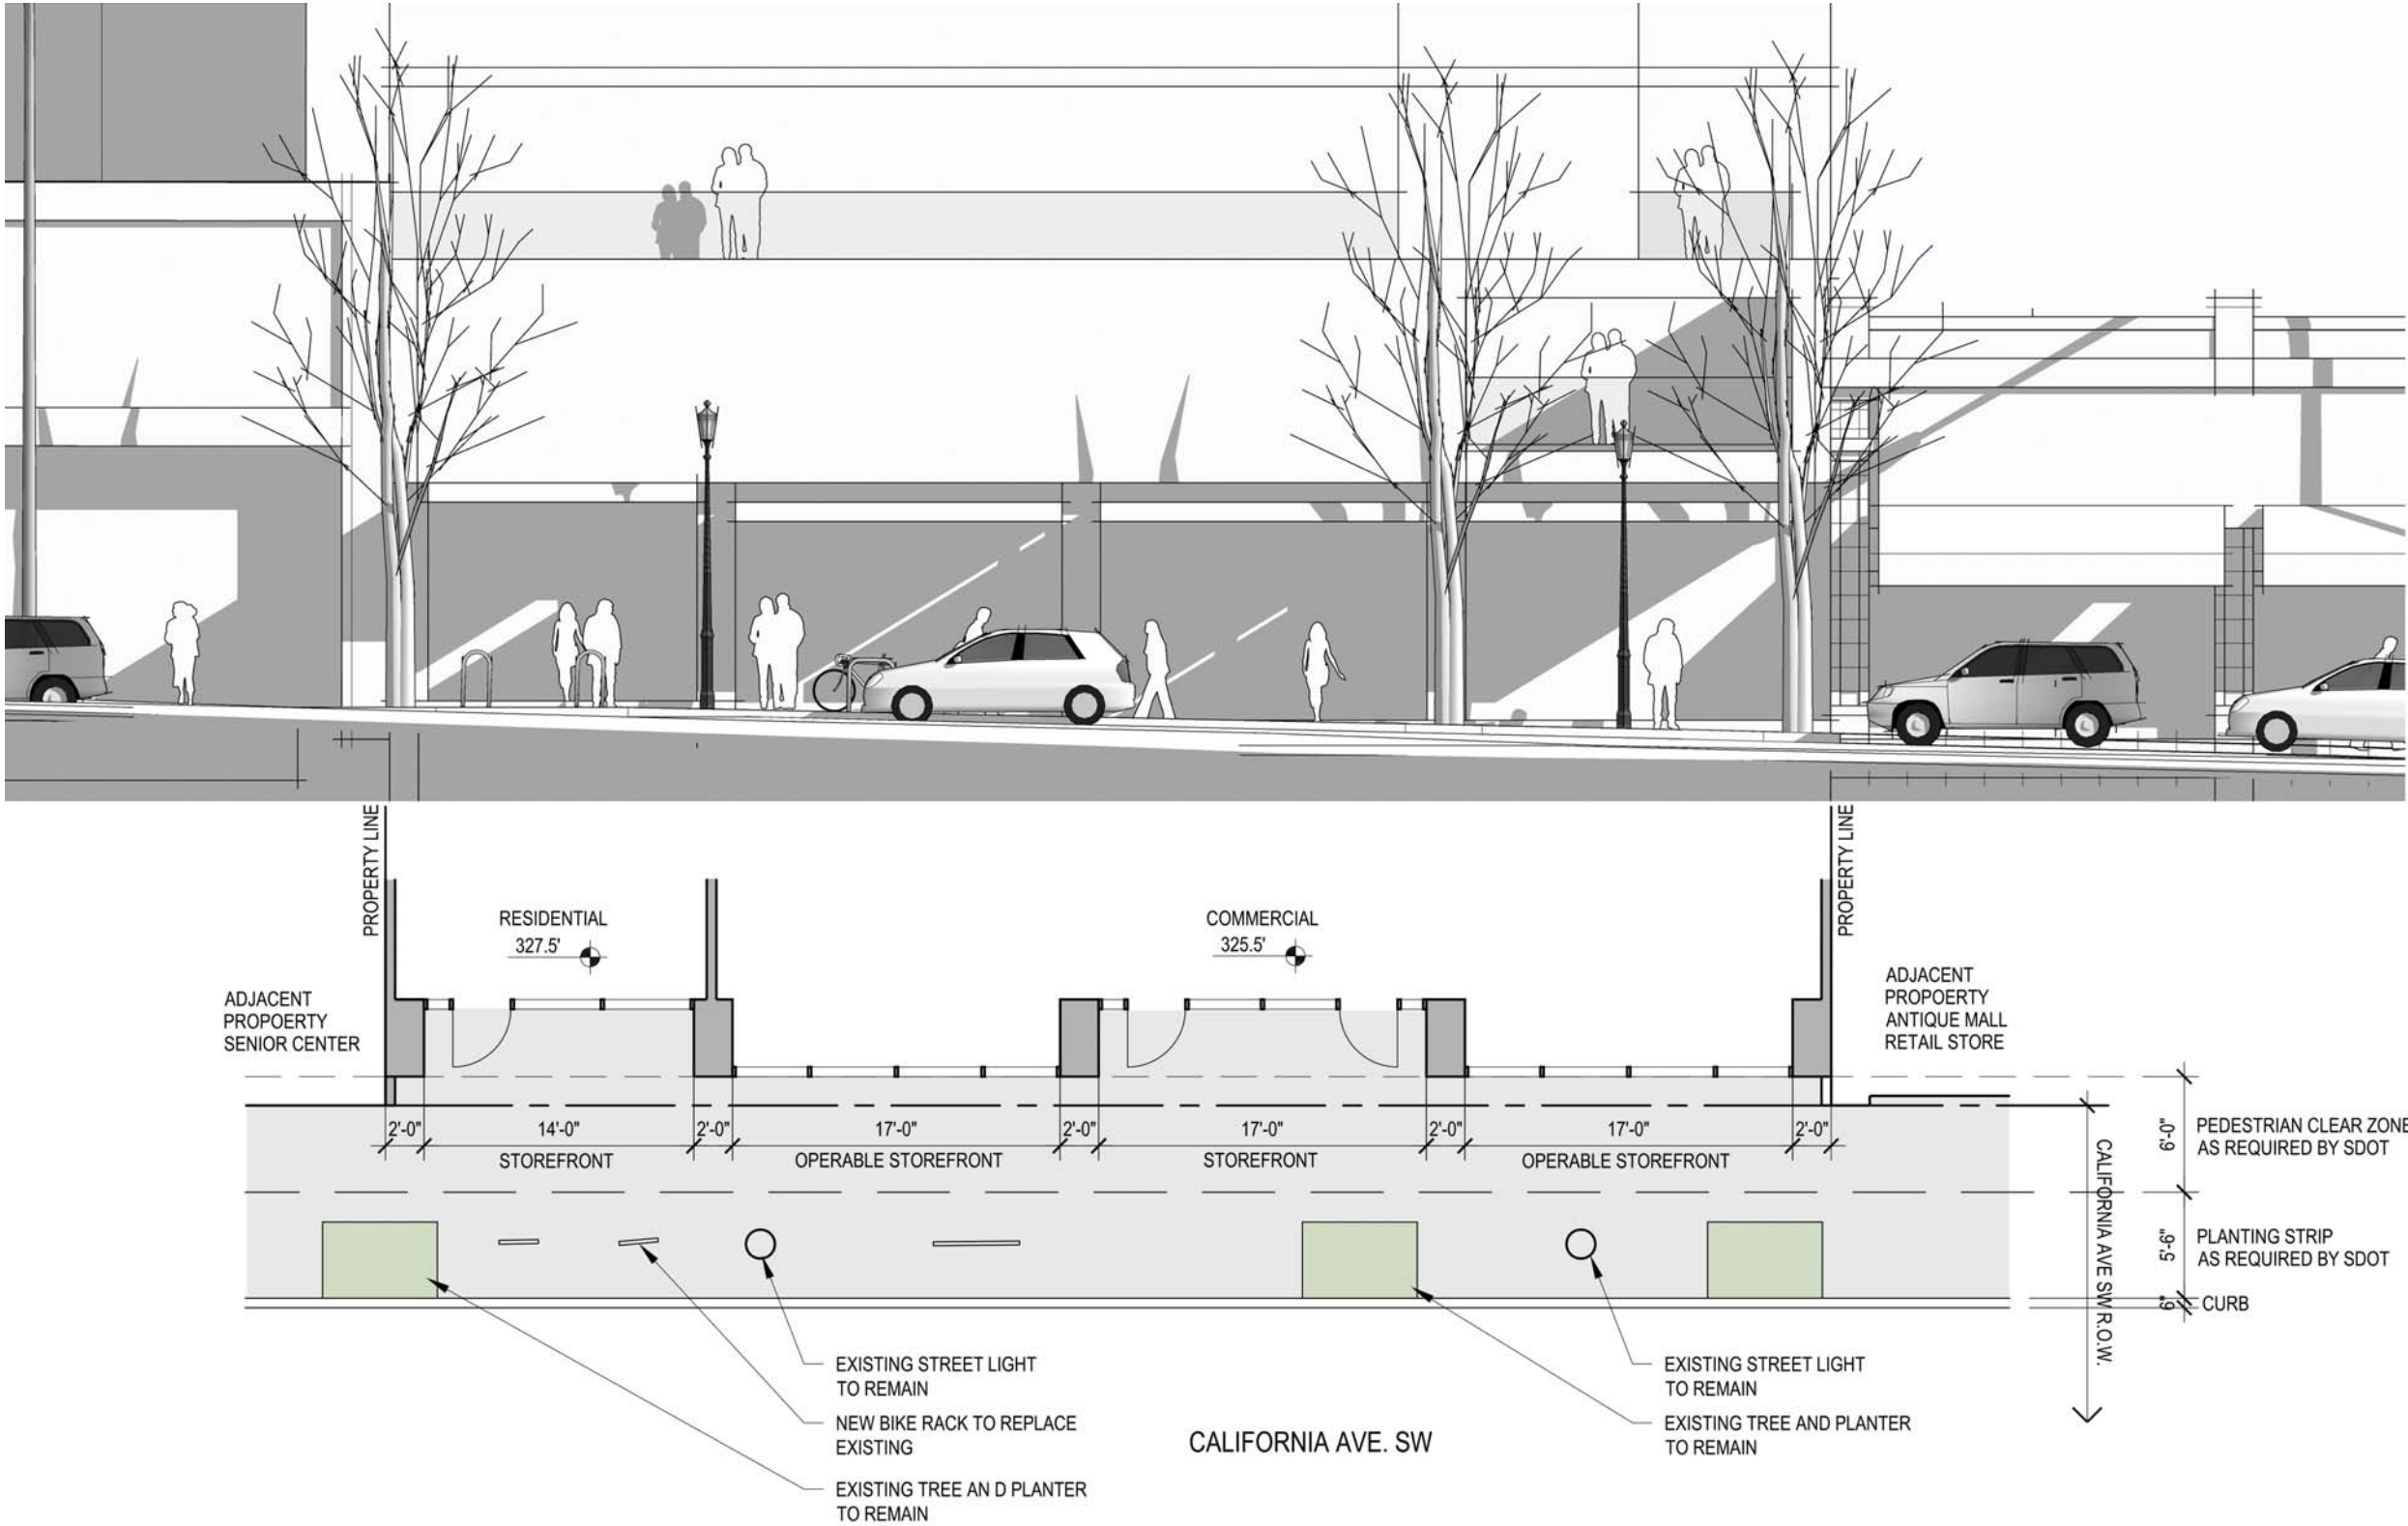 PROPERTY LINE
PROPERTY LINE
RESIDENTIAL
327.5'
COMMERCIAL
325.5'
ADJACENT
PROPOERTY
SENIOR CENTER
ADJACENT
PROPOERTY
ANTIQUE MALL
RETAIL STORE
2'-0"
14'-0"
2'-0"
17'-0"
2'-0"
17'-0"
2'-0"
17'-0"
2'-0"
STOREFRONT
OPERABLE STOREFRONT
STOREFRONT
OPERABLE STOREFRONT
6'-0"
PEDESTRIAN CLEAR ZONE
AS REQUIRED BY SDOT
5'-6"
PLANTING STRIP
AS REQUIRED BY SDOT
6"
CURB
CALIFORNIA AVE SW R.O.W.
EXISTING STREET LIGHT
TO REMAIN
NEW BIKE RACK TO REPLACE
EXISTING
EXISTING TREE AN D PLANTER
TO REMAIN
CALIFORNIA AVE. SW
EXISTING STREET LIGHT
TO REMAIN
EXISTING TREE AND PLANTER
TO REMAIN